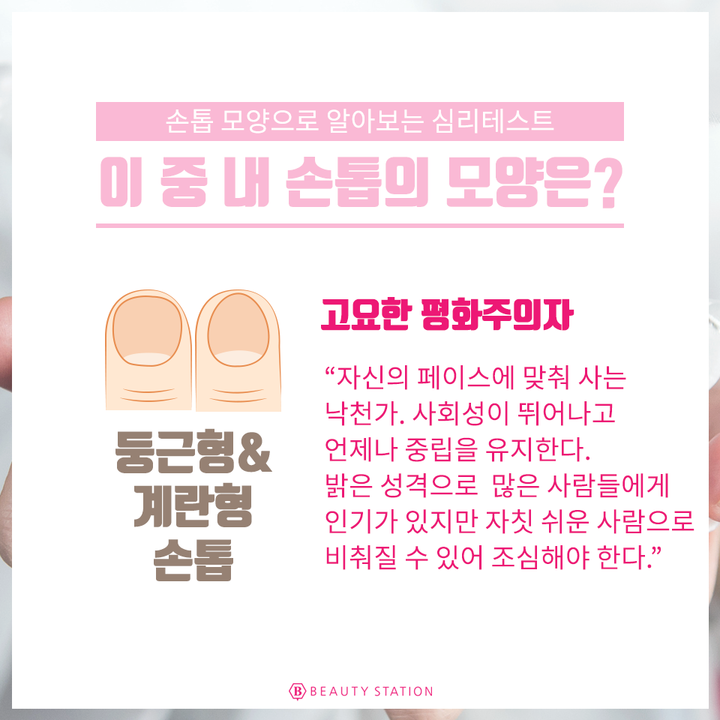 손톱 모양으로 알아보는 심리테스트
이 중 내 손톱의 모양은?
둥근형&
계란형
손톱
고요한 평화주의자
“자신의 페이스에 맞춰 사는
낙천가. 사회성이 뛰어나고
언제나 중립을 유지한다.
밝은 성격으로 많은 사람들에게
인기가 있지만 자칫 쉬운 사람으로
비춰질 수 있어 조심해야 한다.”
B BEAUTY STATION